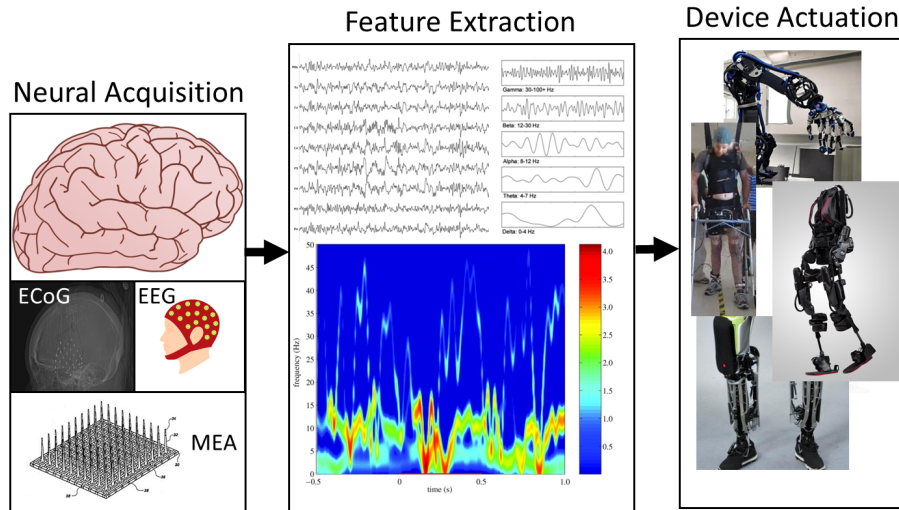 Neural Acquisition
ECoG
EEG
MEA
Feature Extraction
Gamma: 30-100+ Hz
Beta: 12-30 Hz
Alpha: 8-12 Hz
Theta: 4-7 Hz
Delta: 0-4 Hz
frequency (Hz)
50
45
40
35
30
25
20
15
10
5
0
-0.5
0
0.5
1.0
time (s)
4.0
3.5
3.0
2.5
2.0
1.5
1.0
0.5
Device Actuation